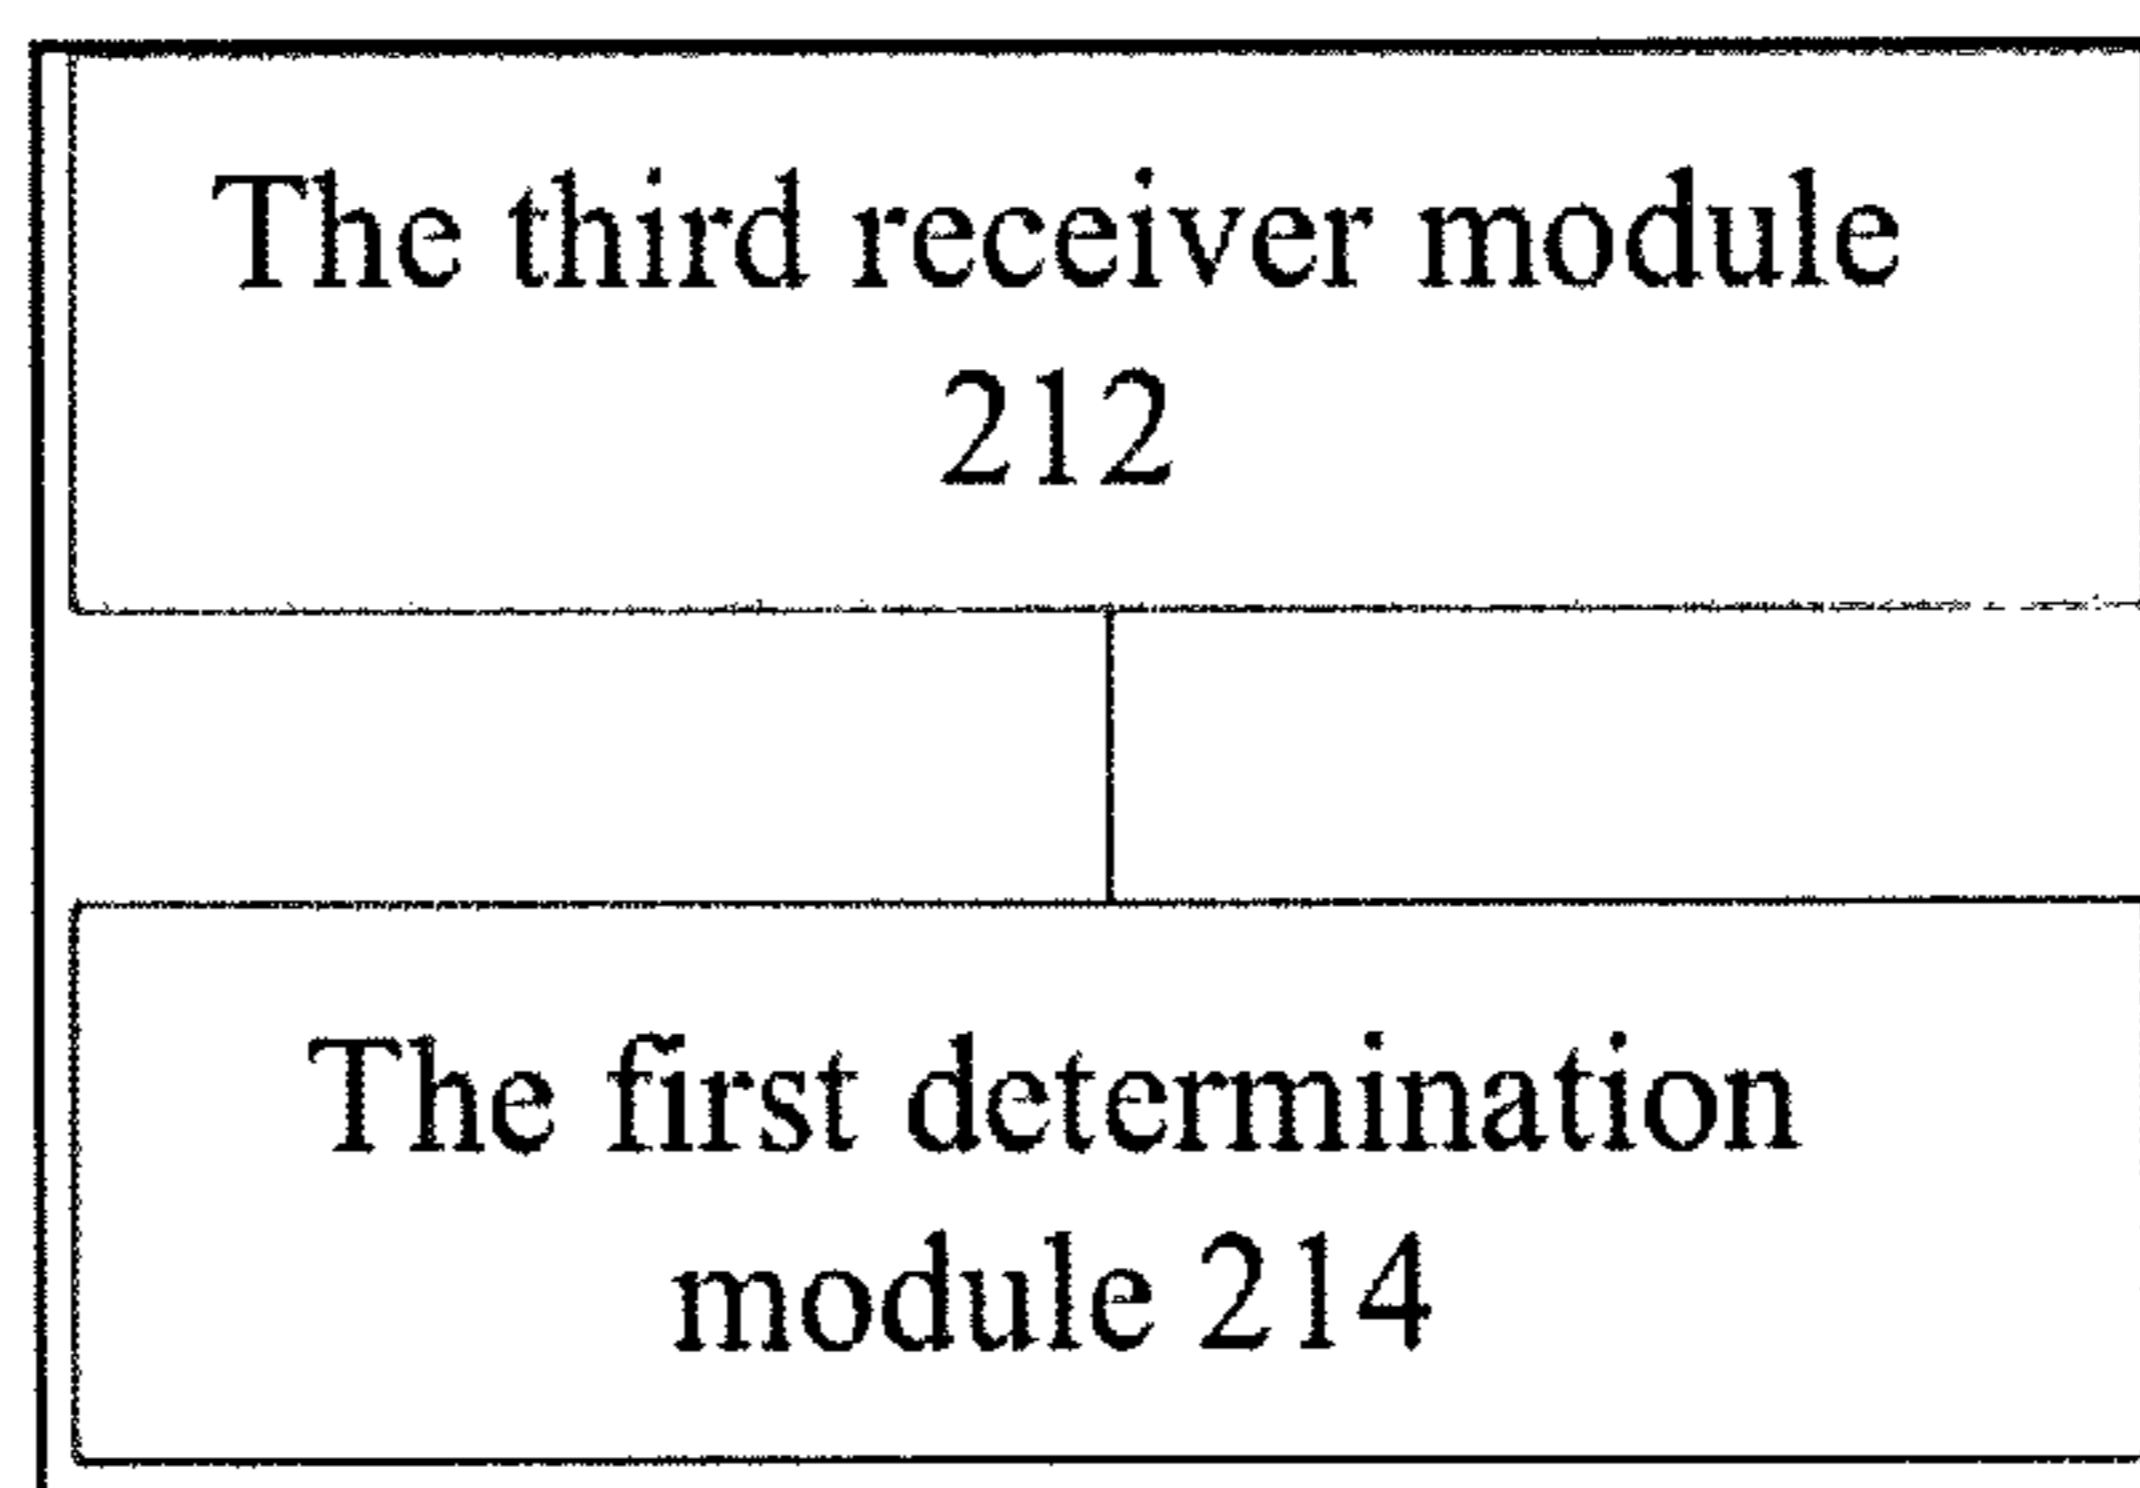 The third receiver module
212
The first determination
module 214